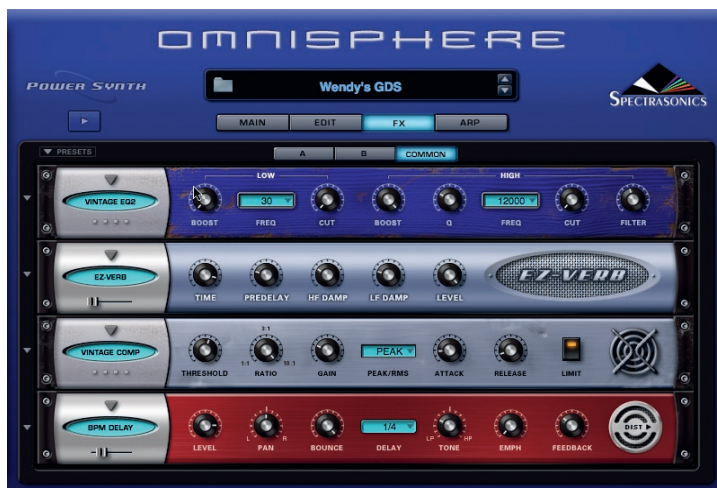 OMNISPHERE
POWER SYNTH
Wendy's GDS
SPECTRASONICS
MAIN EDIT FX ARP
PRESETS
A B COMMON
LOW HIGH
VINTAGE EQ2 30 12000
BOOST FREQ CUT BOOST Q FREQ CUT FILTER
EZ-VERB EZ-VERB
TIME PREDELAY HF DAMP LF DAMP LEVEL
3:1
VINTAGE COMP PEAK
1:1 10:1
THRESHOLD RATIO GAIN PEAK/RMS ATTACK RELEASE LIMIT
BPM DELAY 1/4 DIST
L R LP HP
LEVEL PAN BOUNCE DELAY TONE EMPH FEEDBACK